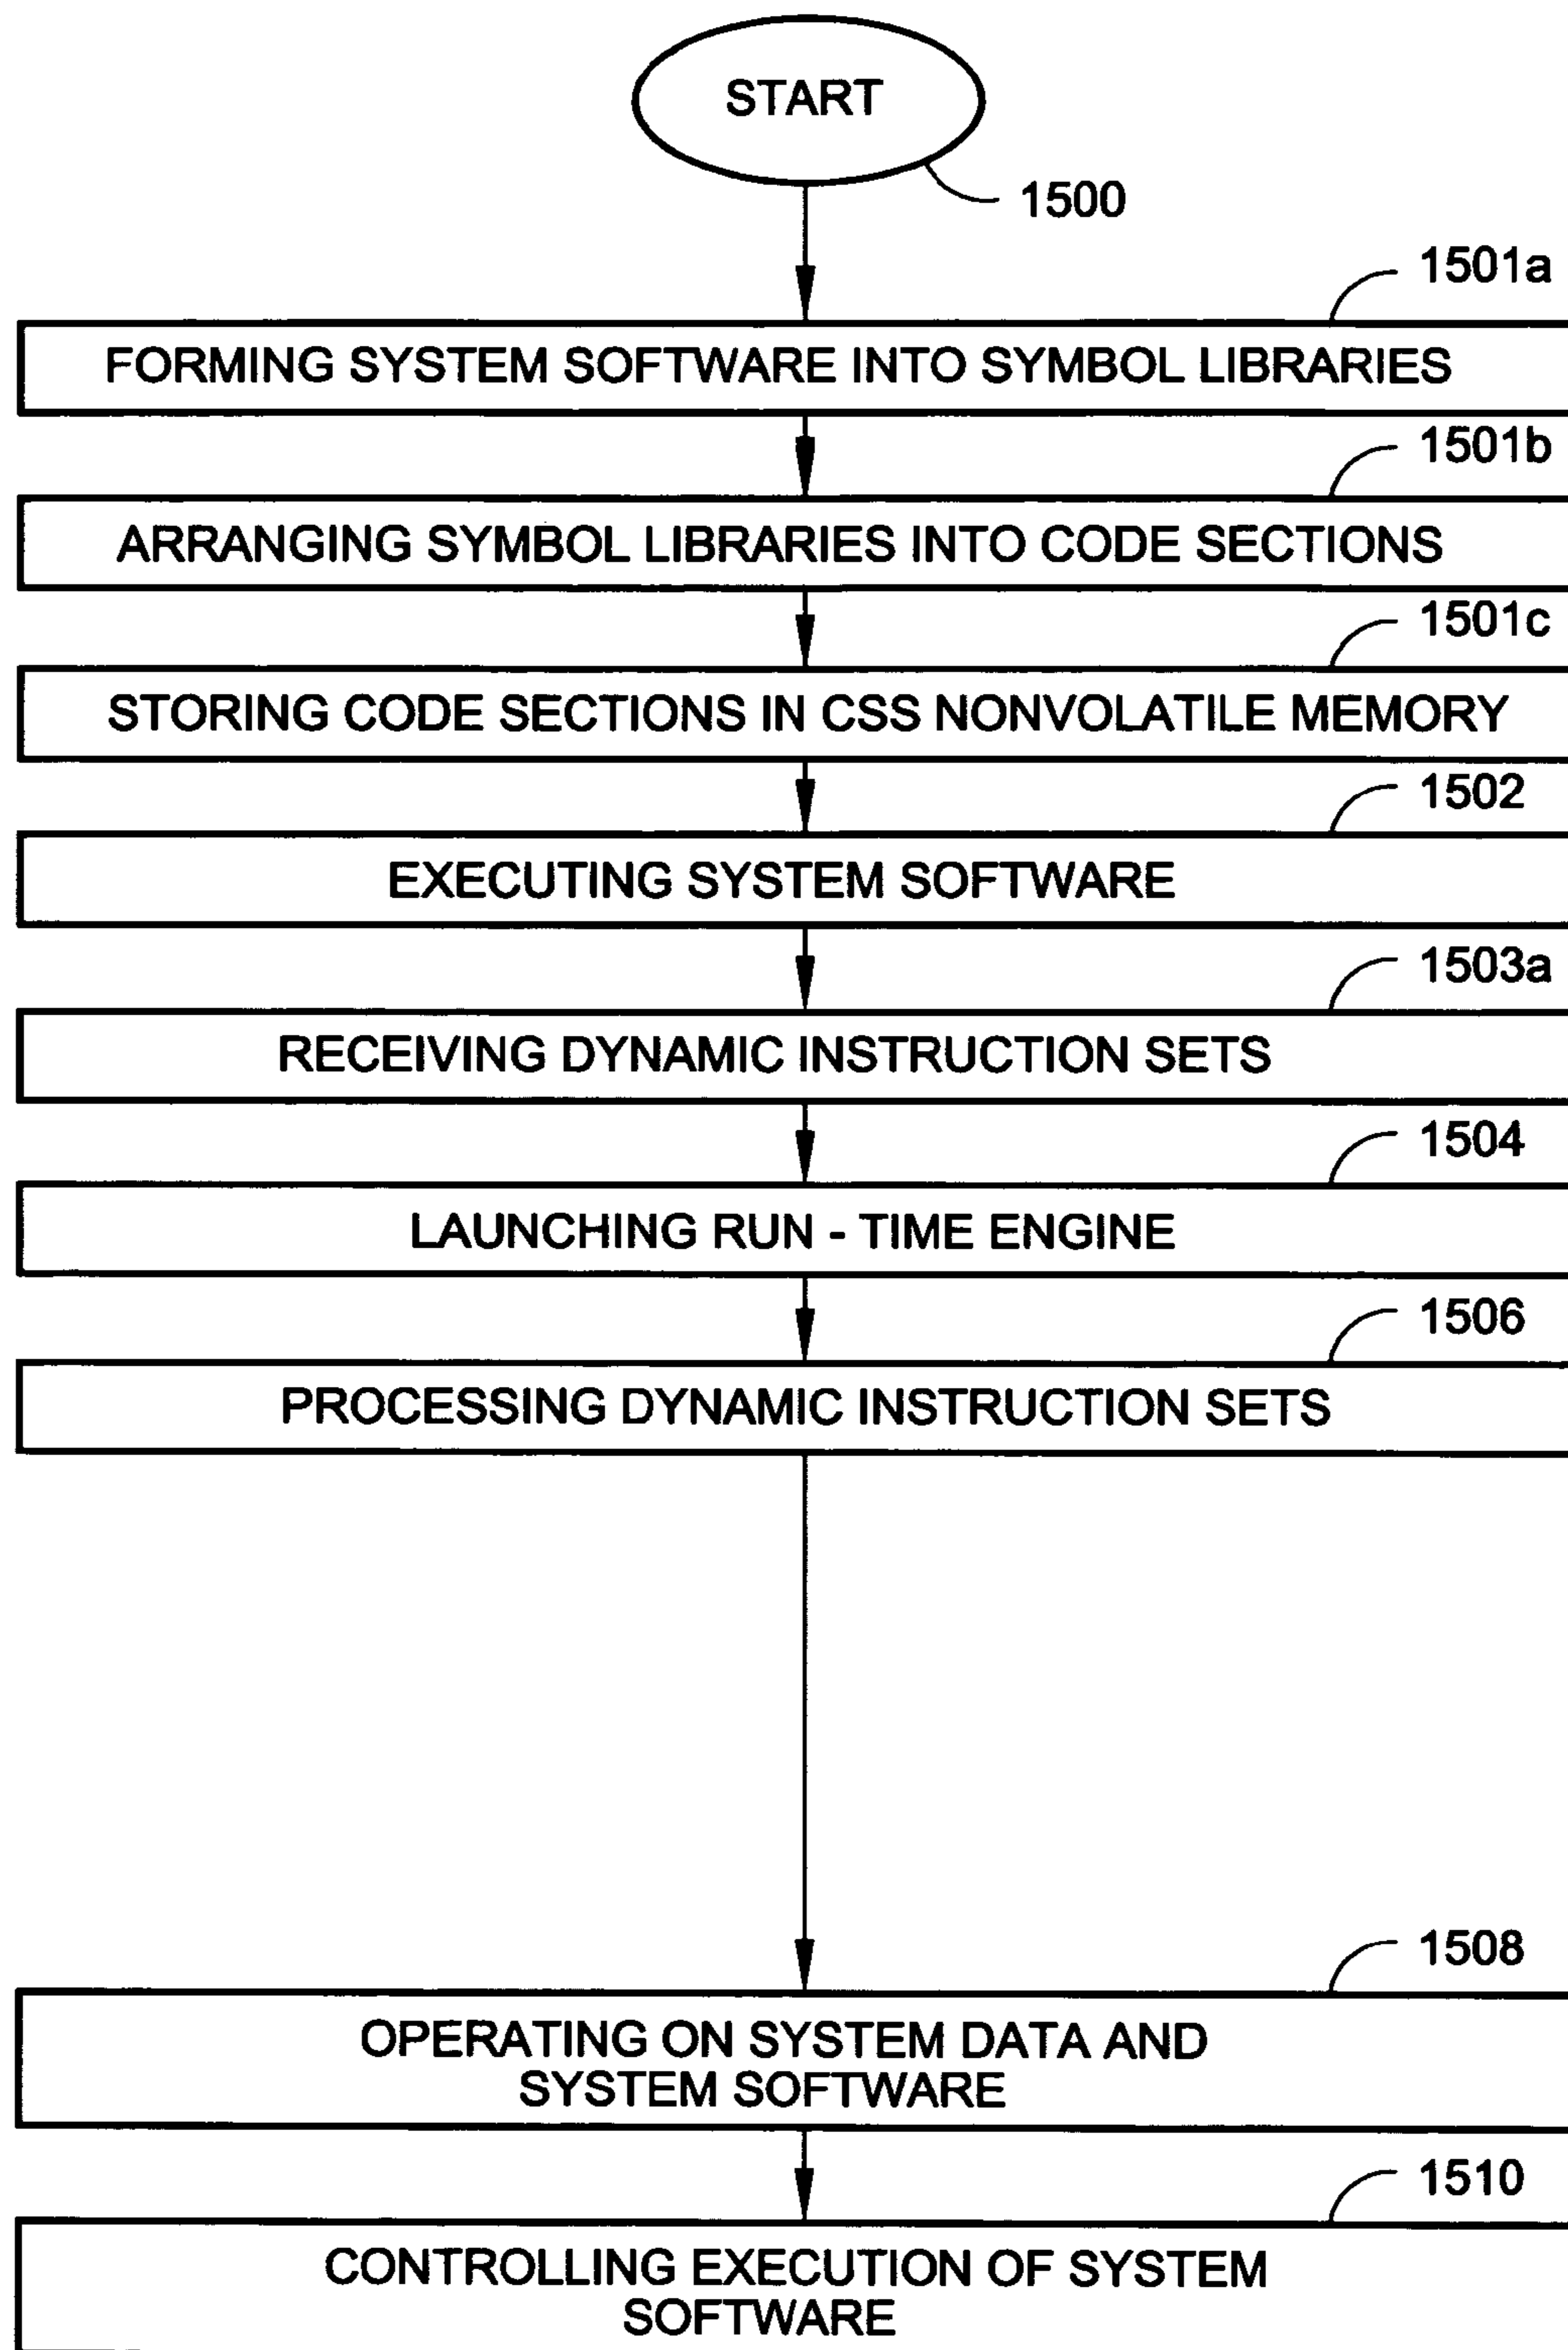 START
1500
1501a
FORMING SYSTEM SOFTWARE INTO SYMBOL LIBRARIES
1501b
ARRANGING SYMBOL LIBRARIES INTO CODE SECTIONS
1501c
STORING CODE SECTIONS IN CSS NONVOLATILE MEMORY
1502
EXECUTING SYSTEM SOFTWARE
1503a
RECEIVING DYNAMIC INSTRUCTION SETS
1504
LAUNCHING RUN - TIME ENGINE
1506
PROCESSING DYNAMIC INSTRUCTION SETS
1508
OPERATING ON SYSTEM DATA AND
SYSTEM SOFTWARE
1510
CONTROLLING EXECUTION OF SYSTEM
SOFTWARE